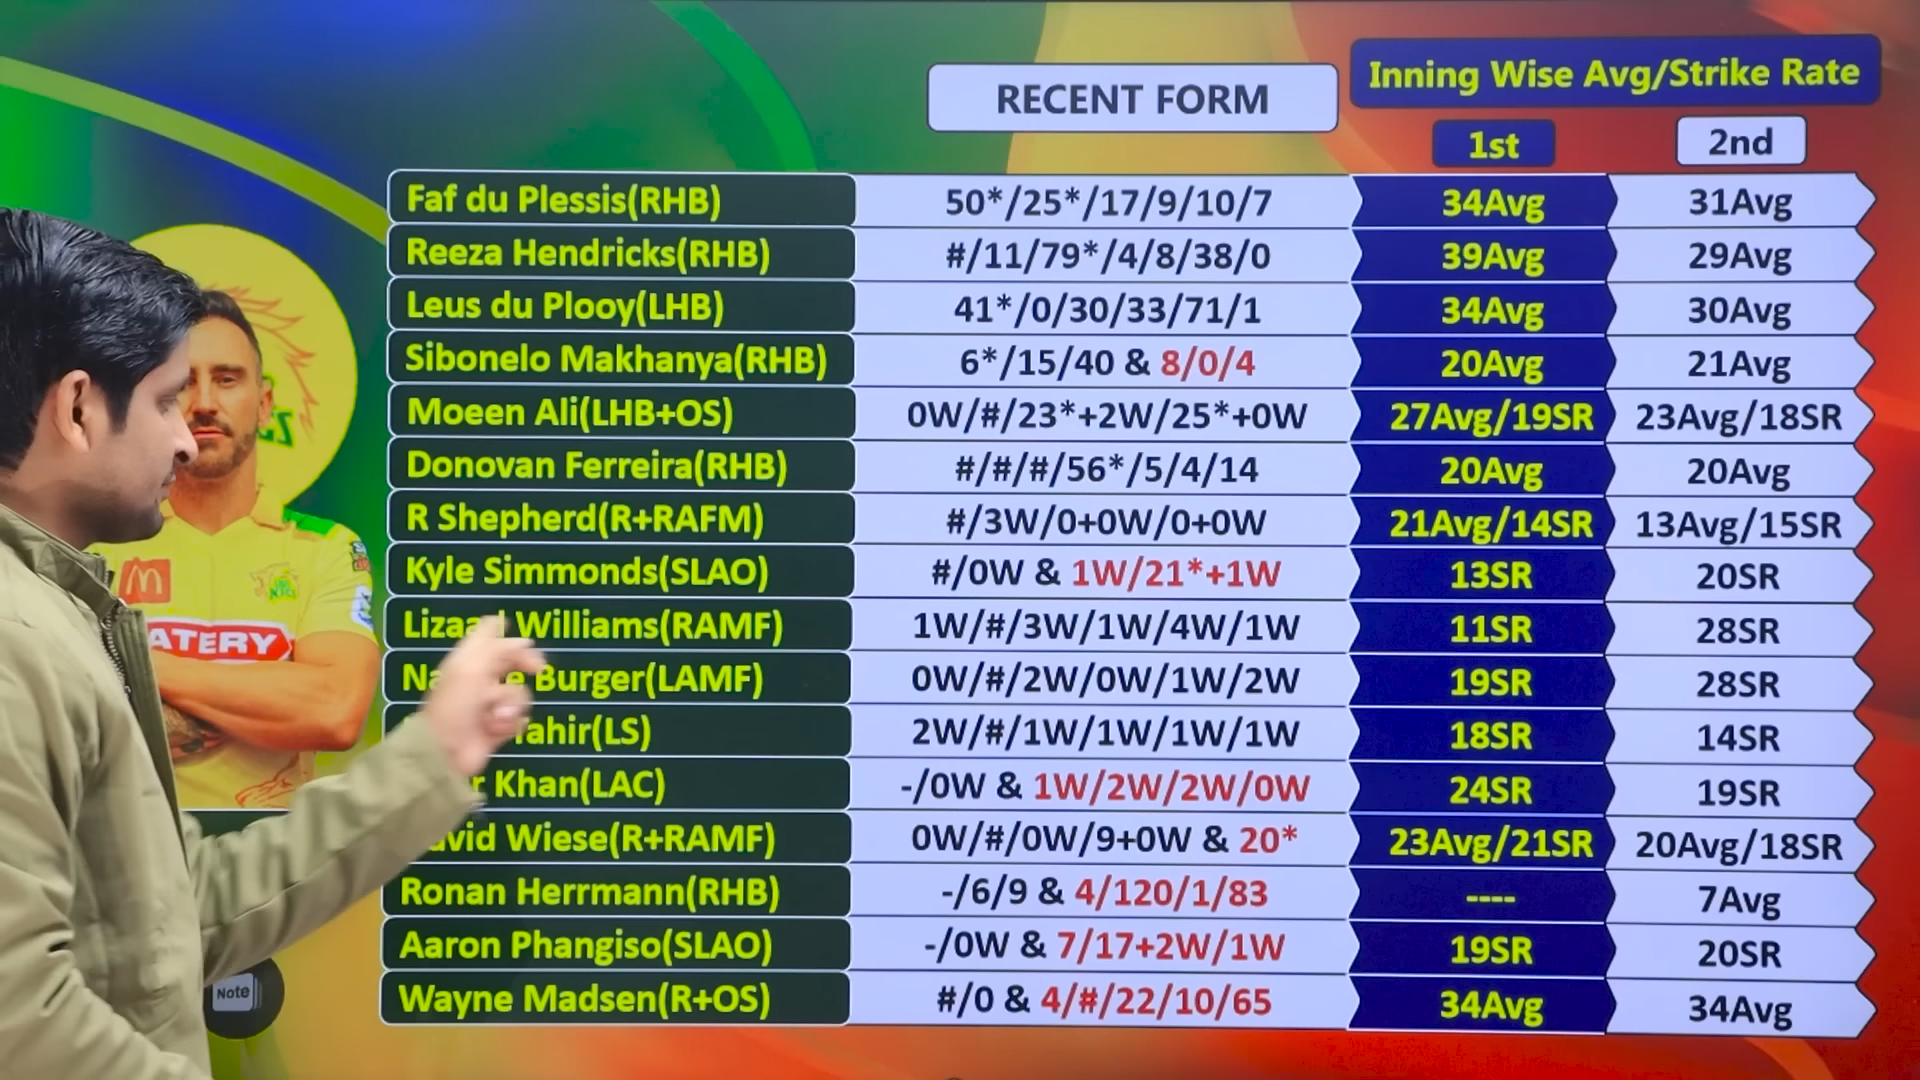 RECENT FORM
Inning Wise Avg/Strike Rate
1st
2nd
Faf du Plessis(RHB) 50*/25*/17/9/10/7 34Avg 31Avg
Reeza Hendricks(RHB) #/11/79*/4/8/38/0 39Avg 29Avg
Leus du Plooy(LHB) 41*/0/30/33/71/1 34Avg 30Avg
Sibonelo Makhanya(RHB) 6*/15/40 & 8/0/4 20Avg 21Avg
Moeen Ali(LHB+OS) 0W/#/23*+2W/25*+0W 27Avg/19SR 23Avg/18SR
Donovan Ferreira(RHB) #/#/#/56*/5/4/14 20Avg 20Avg
R Shepherd(R+RAFM) #/3W/0+0W/0+0W 21Avg/14SR 13Avg/15SR
Kyle Simmonds(SLAO) #/0W & 1W/21*+1W 13SR 20SR
Williams(RAMF) 1W/#/3W/1W/4W/1W 11SR 28SR
Burger(LAMF) 0W/#/2W/0W/1W/2W 19SR 28SR
Tahir(LS) 2W/#/1W/1W/1W/1W 18SR 14SR
Khan(LAC) -/0W & 1W/2W/2W/0W 24SR 19SR
Wiese(R+RAMF) 0W/#/0W/9+0W & 20* 23Avg/21SR 20Avg/18SR
Ronan Herrmann(RHB) -/6/9 & 4/120/1/83 ---- 7Avg
Aaron Phangiso(SLAO) -/0W & 7/17+2W/1W 19SR 20SR
Wayne Madsen(R+OS) #/0 & 4/#/22/10/65 34Avg 34Avg
ATERY
Note